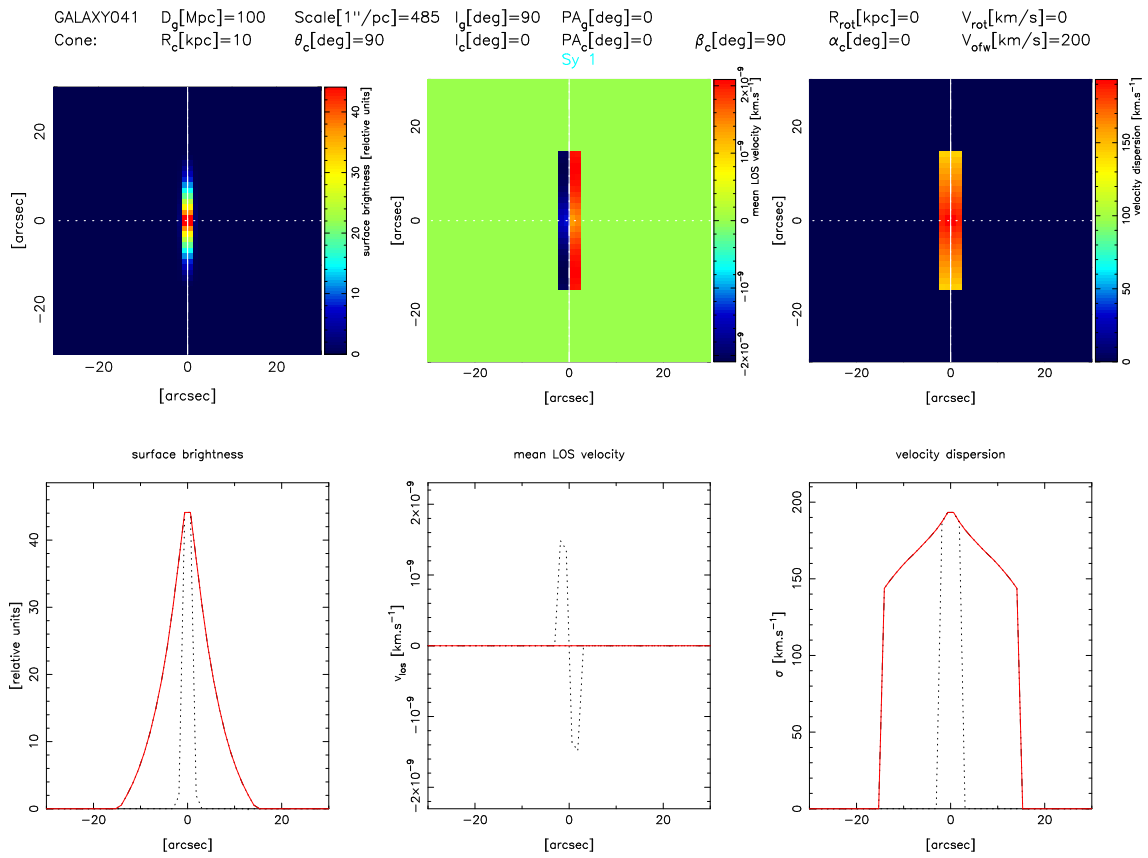 GALAXY041 D_g[Mpc]=100 Scale[1''/pc]=485 I_g[deg]=90 PA_g[deg]=0 R_rot[kpc]=0 V_rot[km/s]=0
Cone: R_c[kpc]=10 θ_c[deg]=90 I_c[deg]=0 PA_c[deg]=0 β_c[deg]=90 α_c[deg]=0 V_ofw[km/s]=200
Sy 1
20
0
−20
[arcsec]
−20 0 20
[arcsec]
0 10 20 30 40
surface brightness [relative units]
20
0
−20
[arcsec]
−20 0 20
[arcsec]
−2×10⁻⁹ −10⁻⁹ 0 10⁻⁹ 2×10⁻⁹
mean LOS velocity [km.s⁻¹]
20
0
−20
[arcsec]
−20 0 20
[arcsec]
0 50 100 150
velocity dispersion [km.s⁻¹]
surface brightness
40
20
10
0
30
[relative units]
−20 0 20
[arcsec]
mean LOS velocity
2×10⁻⁹
10⁻⁹
0
−10⁻⁹
−2×10⁻⁹
v_los [km.s⁻¹]
−20 0 20
[arcsec]
velocity dispersion
200
150
100
50
0
σ [km.s⁻¹]
−20 0 20
[arcsec]